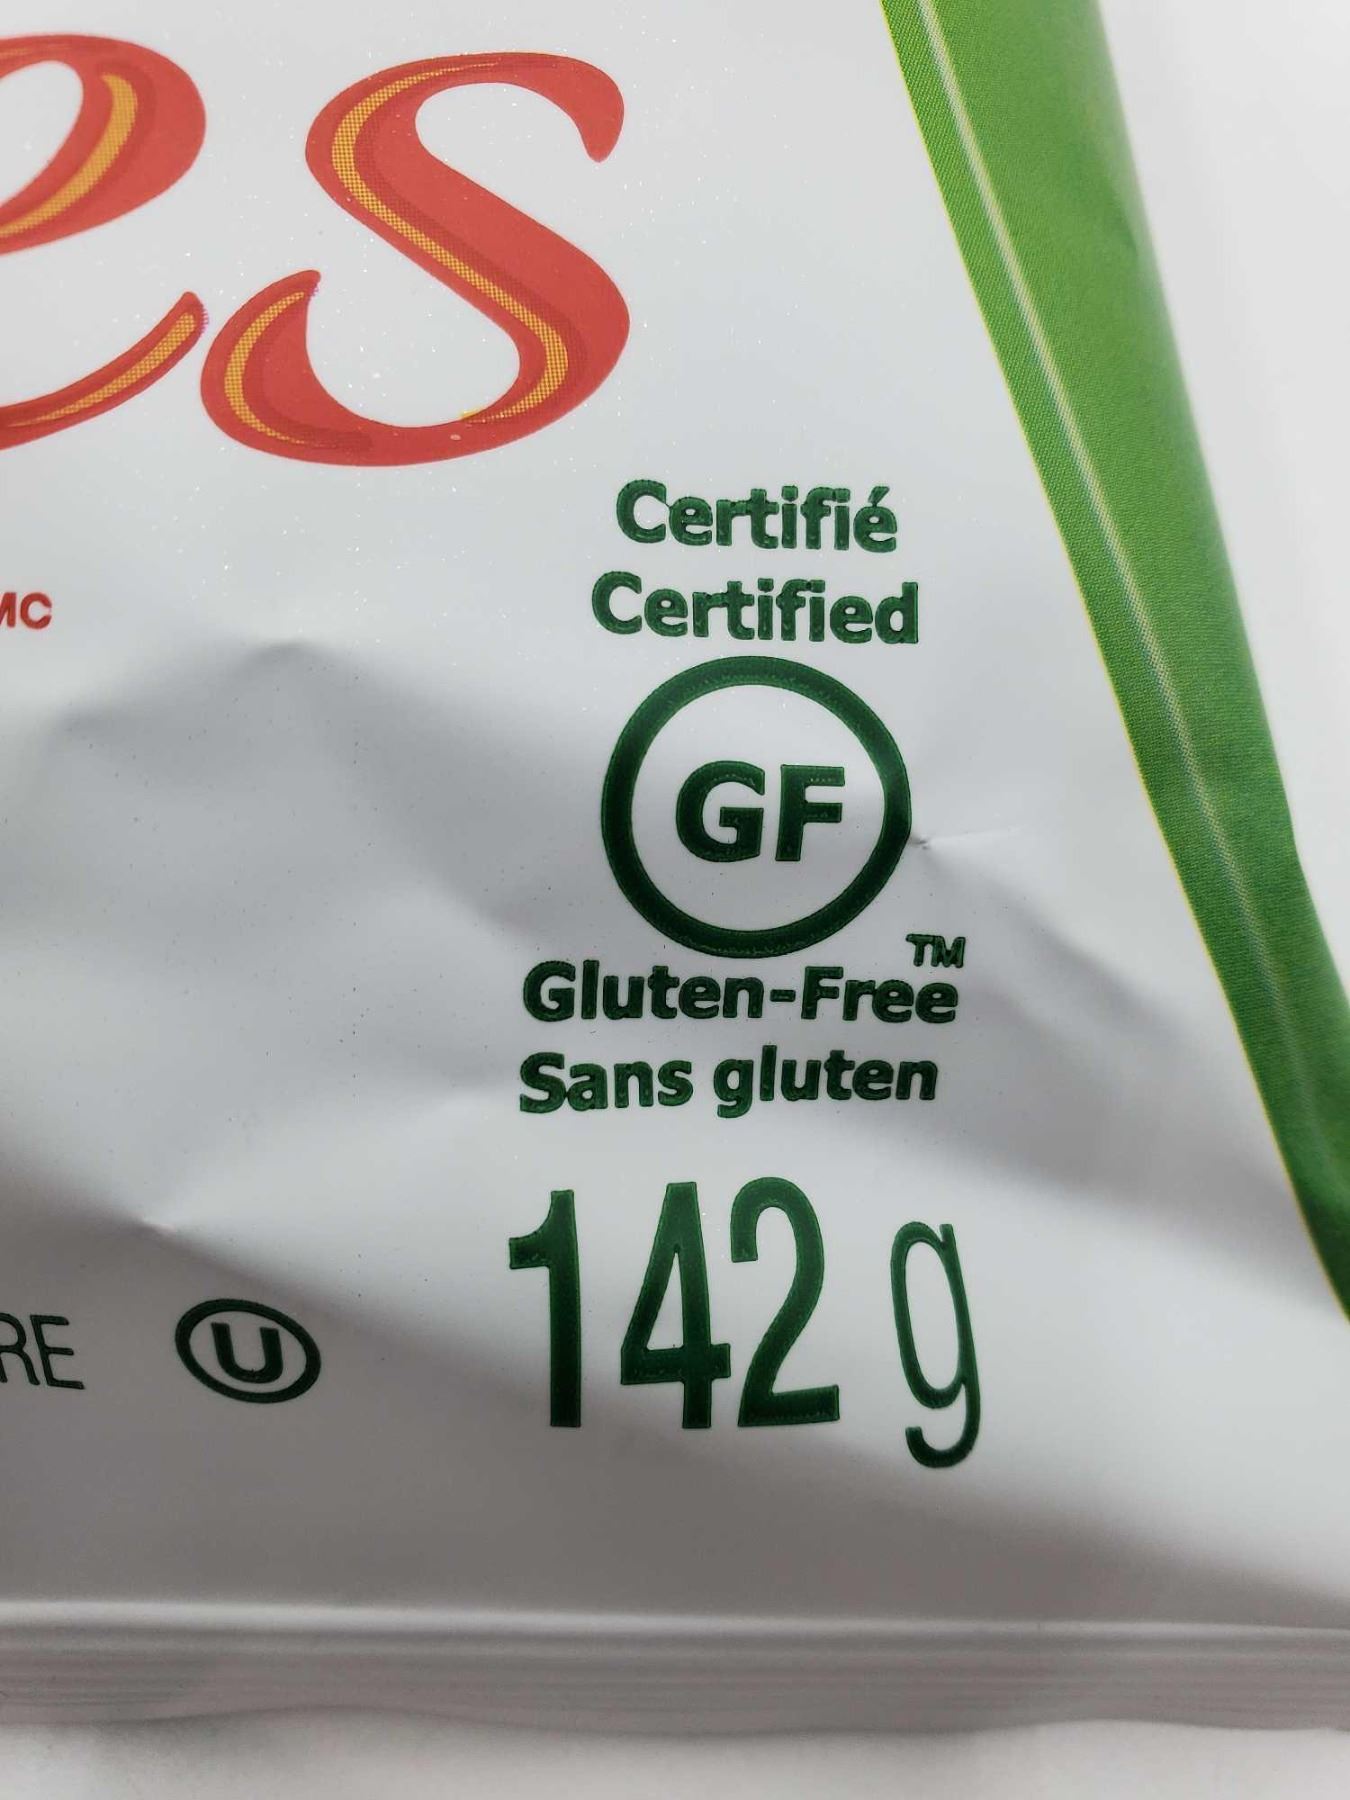 es
MC
Certifié
Certified
GF
TM
Gluten-Free
Sans gluten
142 g
RE U